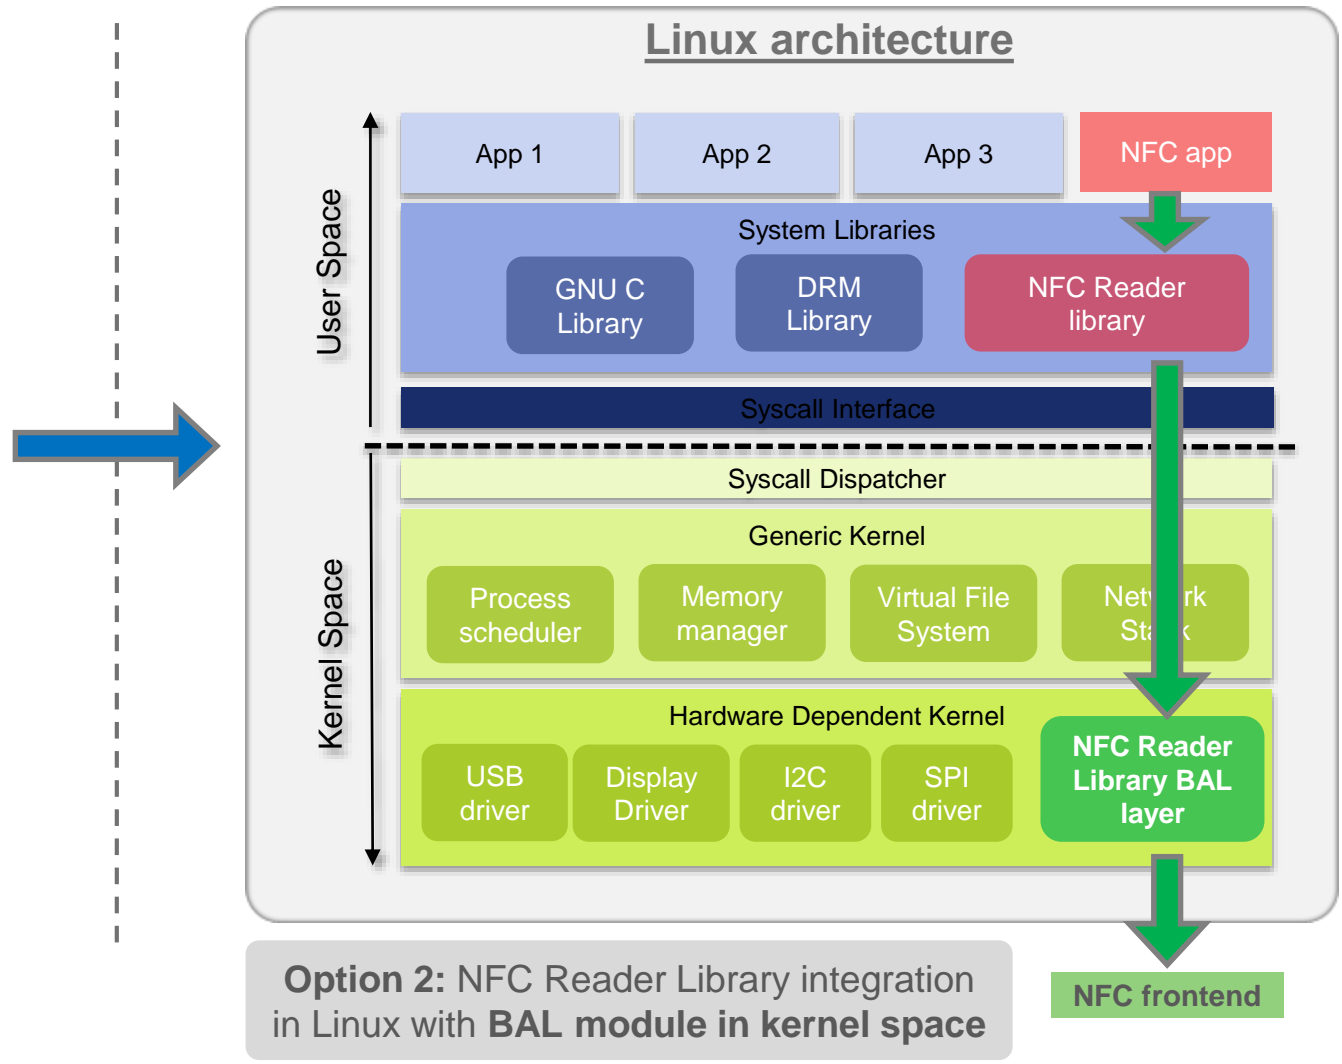 Linux architecture
User Space
App 1
App 2
App 3
NFC app
System Libraries
GNU C
Library
DRM
Library
NFC Reader
library
Syscall Interface
Kernel Space
Syscall Dispatcher
Generic Kernel
Process
scheduler
Memory
manager
Virtual File
System
Network
Stack
Hardware Dependent Kernel
USB
driver
Display
Driver
I2C
driver
SPI
driver
NFC Reader
Library BAL
layer
Option 2: NFC Reader Library integration
in Linux with BAL module in kernel space
NFC frontend